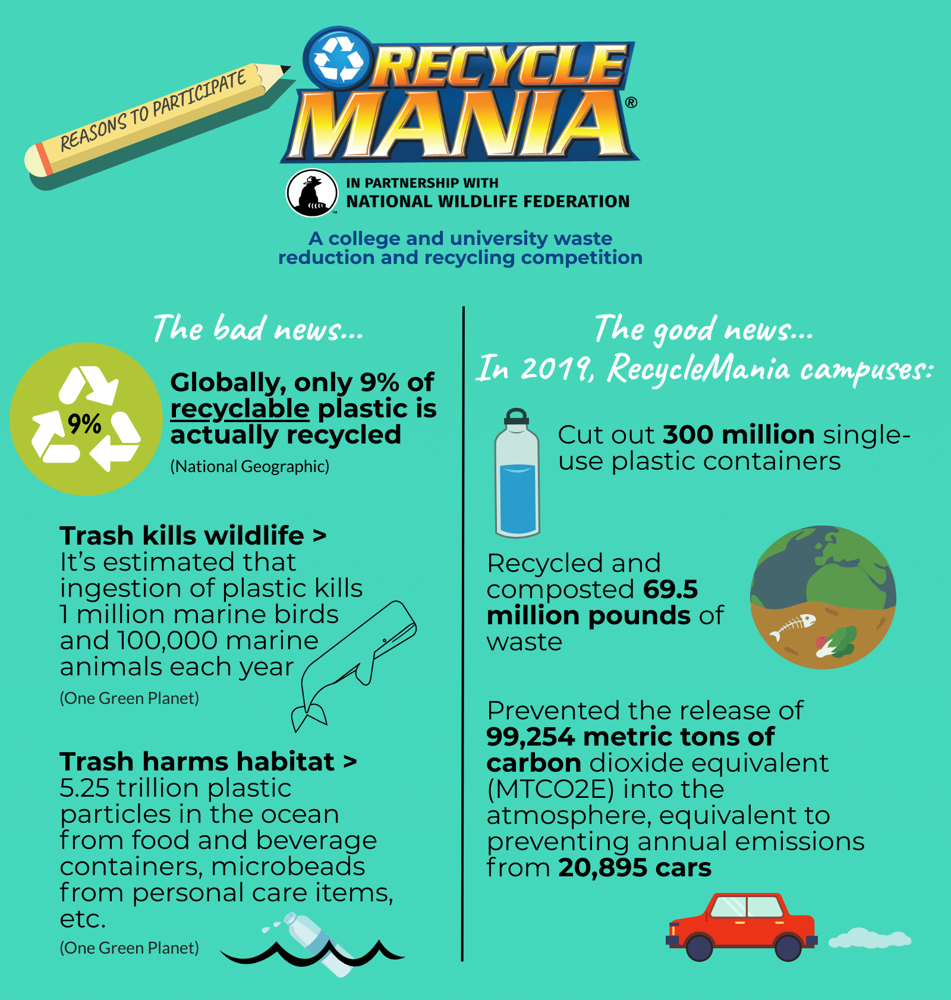 REASONS TO PARTICIPATE
RECYCLE
MANIA®
IN PARTNERSHIP WITH
NATIONAL WILDLIFE FEDERATION
TM
A college and university waste
reduction and recycling competition
The bad news...
9%
Globally, only 9% of
recyclable plastic is
actually recycled
(National Geographic)
Trash kills wildlife >
It's estimated that
ingestion of plastic kills
1 million marine birds
and 100,000 marine
animals each year
(One Green Planet)
Trash harms habitat >
5.25 trillion plastic
particles in the ocean
from food and beverage
containers, microbeads
from personal care items,
etc.
(One Green Planet)
The good news...
In 2019, RecycleMania campuses:
Cut out 300 million single-
use plastic containers
Recycled and
composted 69.5
million pounds of
waste
Prevented the release of
99,254 metric tons of
carbon dioxide equivalent
(MTCO2E) into the
atmosphere, equivalent to
preventing annual emissions
from 20,895 cars